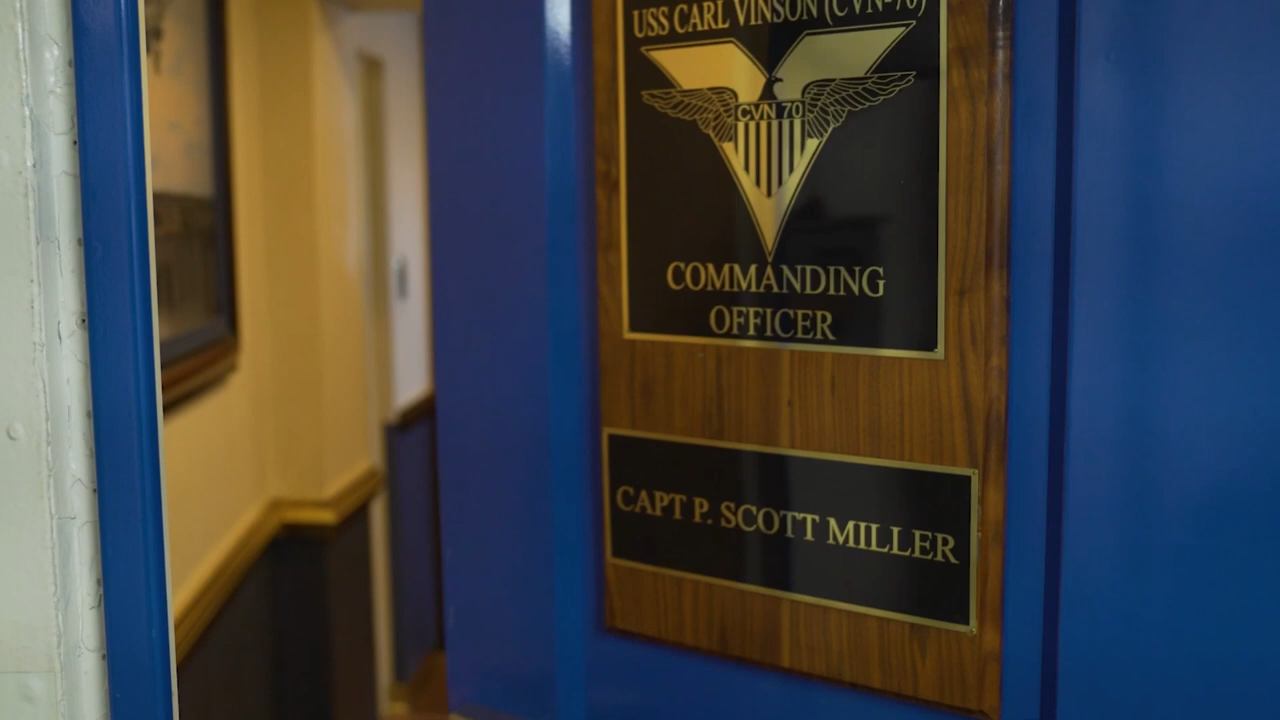 USS CARL VINSON (CVN-70)
CVN 70
COMMANDING
OFFICER
CAPT P. SCOTT MILLER